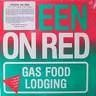 EEN
ON RED
GAS FOOD
LODGING